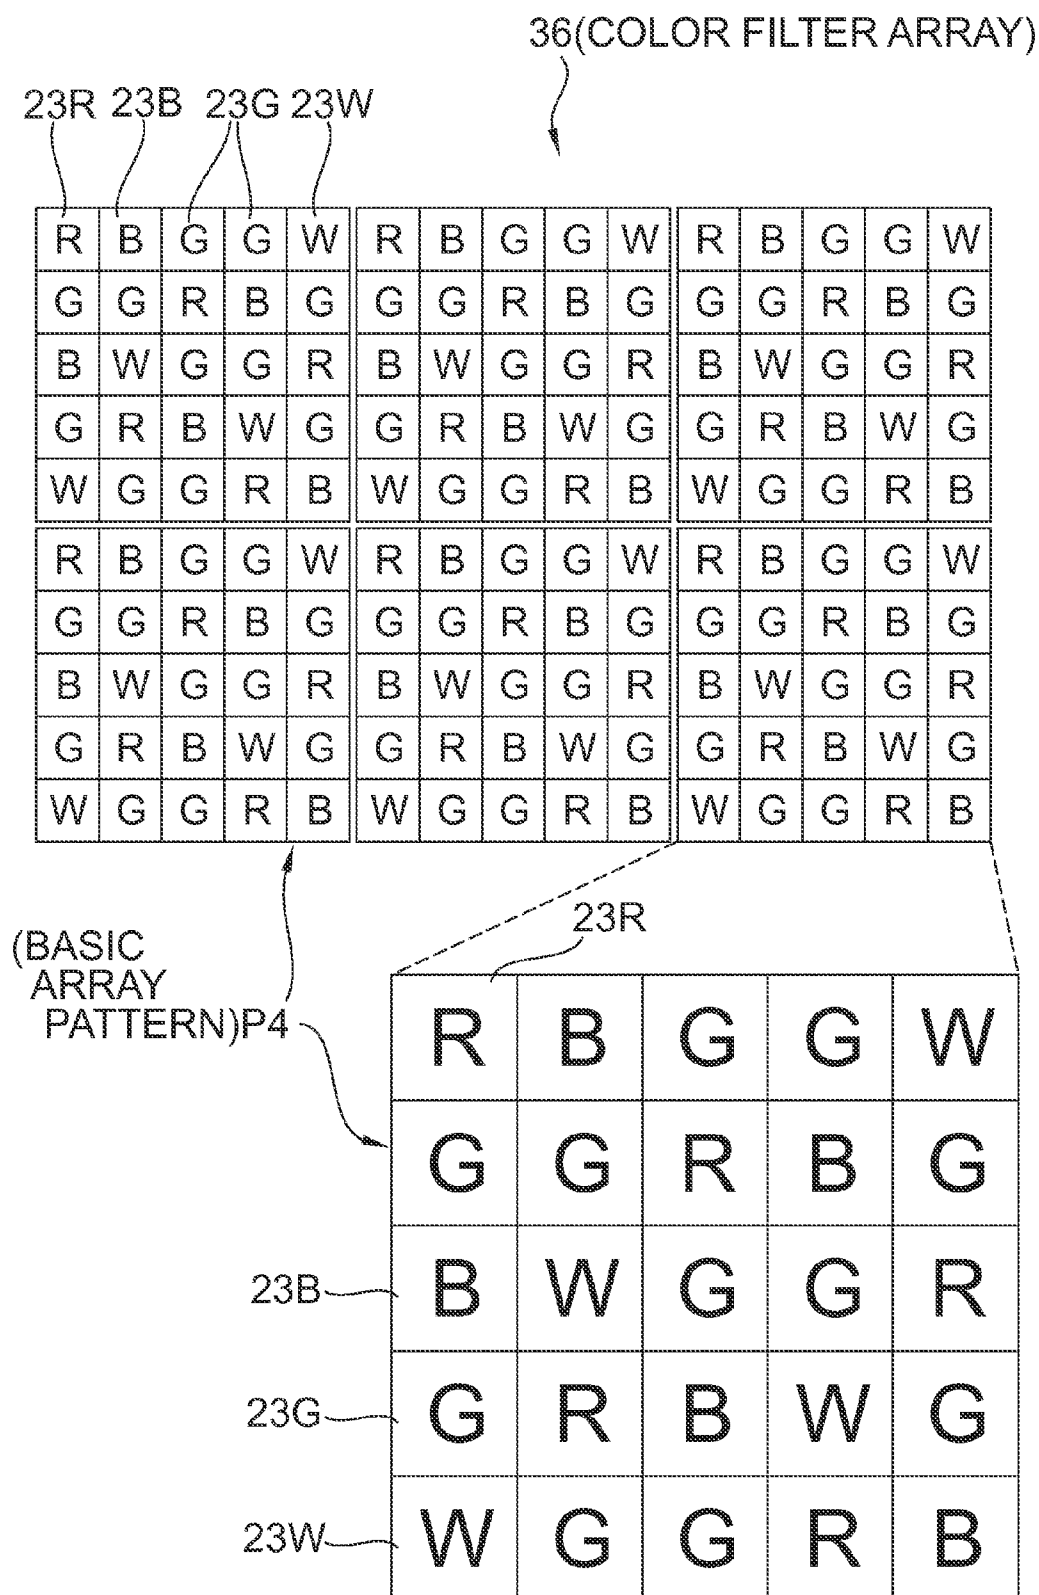 36(COLOR FILTER ARRAY)
23R 23B 23G 23W
R B G G W R B G G W R B G G W
G G R B G G G R B G G G R B G
B W G G R B W G G R B W G G R
G R B W G G R B W G G R B W G
W G G R B W G G R B W G G R B
R B G G W R B G G W R B G G W
G G R B G G G R B G G G R B G
B W G G R B W G G R B W G G R
G R B W G G R B W G G R B W G
W G G R B W G G R B W G G R B
(BASIC
ARRAY
PATTERN)P4
23R
R B G G W
G G R B G
23B B W G G R
23G G R B W G
23W W G G R B